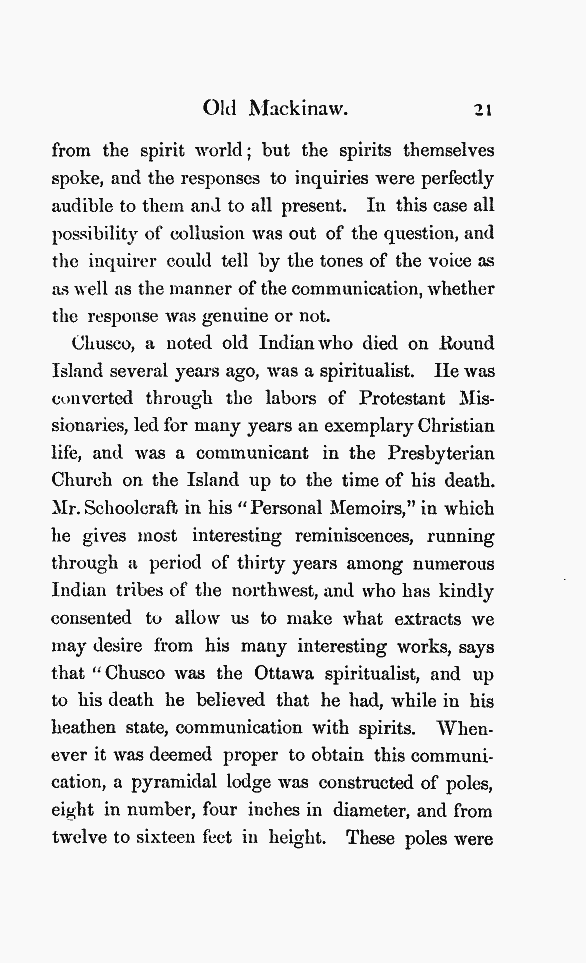 Old Mackinaw. 21
from the spirit world; but the spirits themselves
spoke, and the responses to inquiries were perfectly
audible to them and to all present. In this case all
possibility of collusion was out of the question, and
the inquirer could tell by the tones of the voice as
as well as the manner of the communication, whether
the response was genuine or not.
Chusco, a noted old Indian who died on Round
Island several years ago, was a spiritualist. He was
converted through the labors of Protestant Mis-
sionaries, led for many years an exemplary Christian
life, and was a communicant in the Presbyterian
Church on the Island up to the time of his death.
Mr. Schoolcraft in his "Personal Memoirs," in which
he gives most interesting reminiscences, running
through a period of thirty years among numerous
Indian tribes of the northwest, and who has kindly
consented to allow us to make what extracts we
may desire from his many interesting works, says
that "Chusco was the Ottawa spiritualist, and up
to his death he believed that he had, while in his
heathen state, communication with spirits. When-
ever it was deemed proper to obtain this communi-
cation, a pyramidal lodge was constructed of poles,
eight in number, four inches in diameter, and from
twelve to sixteen feet in height. These poles were